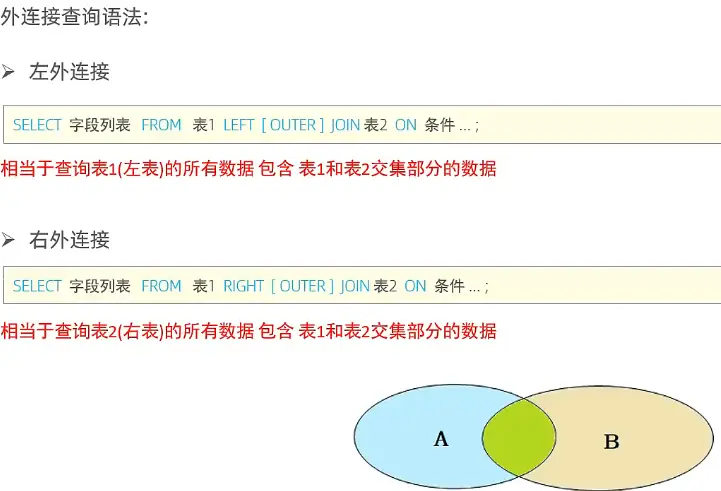 外连接查询语法:
➢ 左外连接
SELECT 字段列表 FROM 表1 LEFT [ OUTER ] JOIN 表2 ON 条件 ... ;
相当于查询表1(左表)的所有数据 包含 表1和表2交集部分的数据
➢ 右外连接
SELECT 字段列表 FROM 表1 RIGHT [ OUTER ] JOIN 表2 ON 条件 ... ;
相当于查询表2(右表)的所有数据 包含 表1和表2交集部分的数据
A B